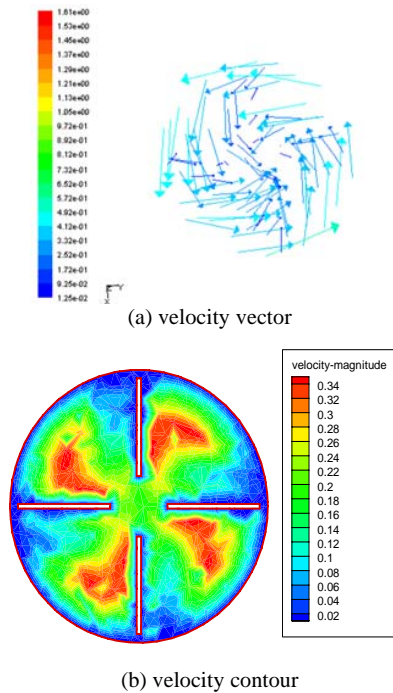 1.61e+00
1.53e+00
1.45e+00
1.37e+00
1.29e+00
1.21e+00
1.13e+00
1.05e+00
9.72e-01
8.92e-01
8.12e-01
7.32e-01
6.52e-01
5.72e-01
4.92e-01
4.12e-01
3.32e-01
2.52e-01
1.72e-01
9.25e-02
1.25e-02
Y
X
(a) velocity vector
velocity-magnitude
0.34
0.32
0.3
0.28
0.26
0.24
0.22
0.2
0.18
0.16
0.14
0.12
0.1
0.08
0.06
0.04
0.02
(b) velocity contour